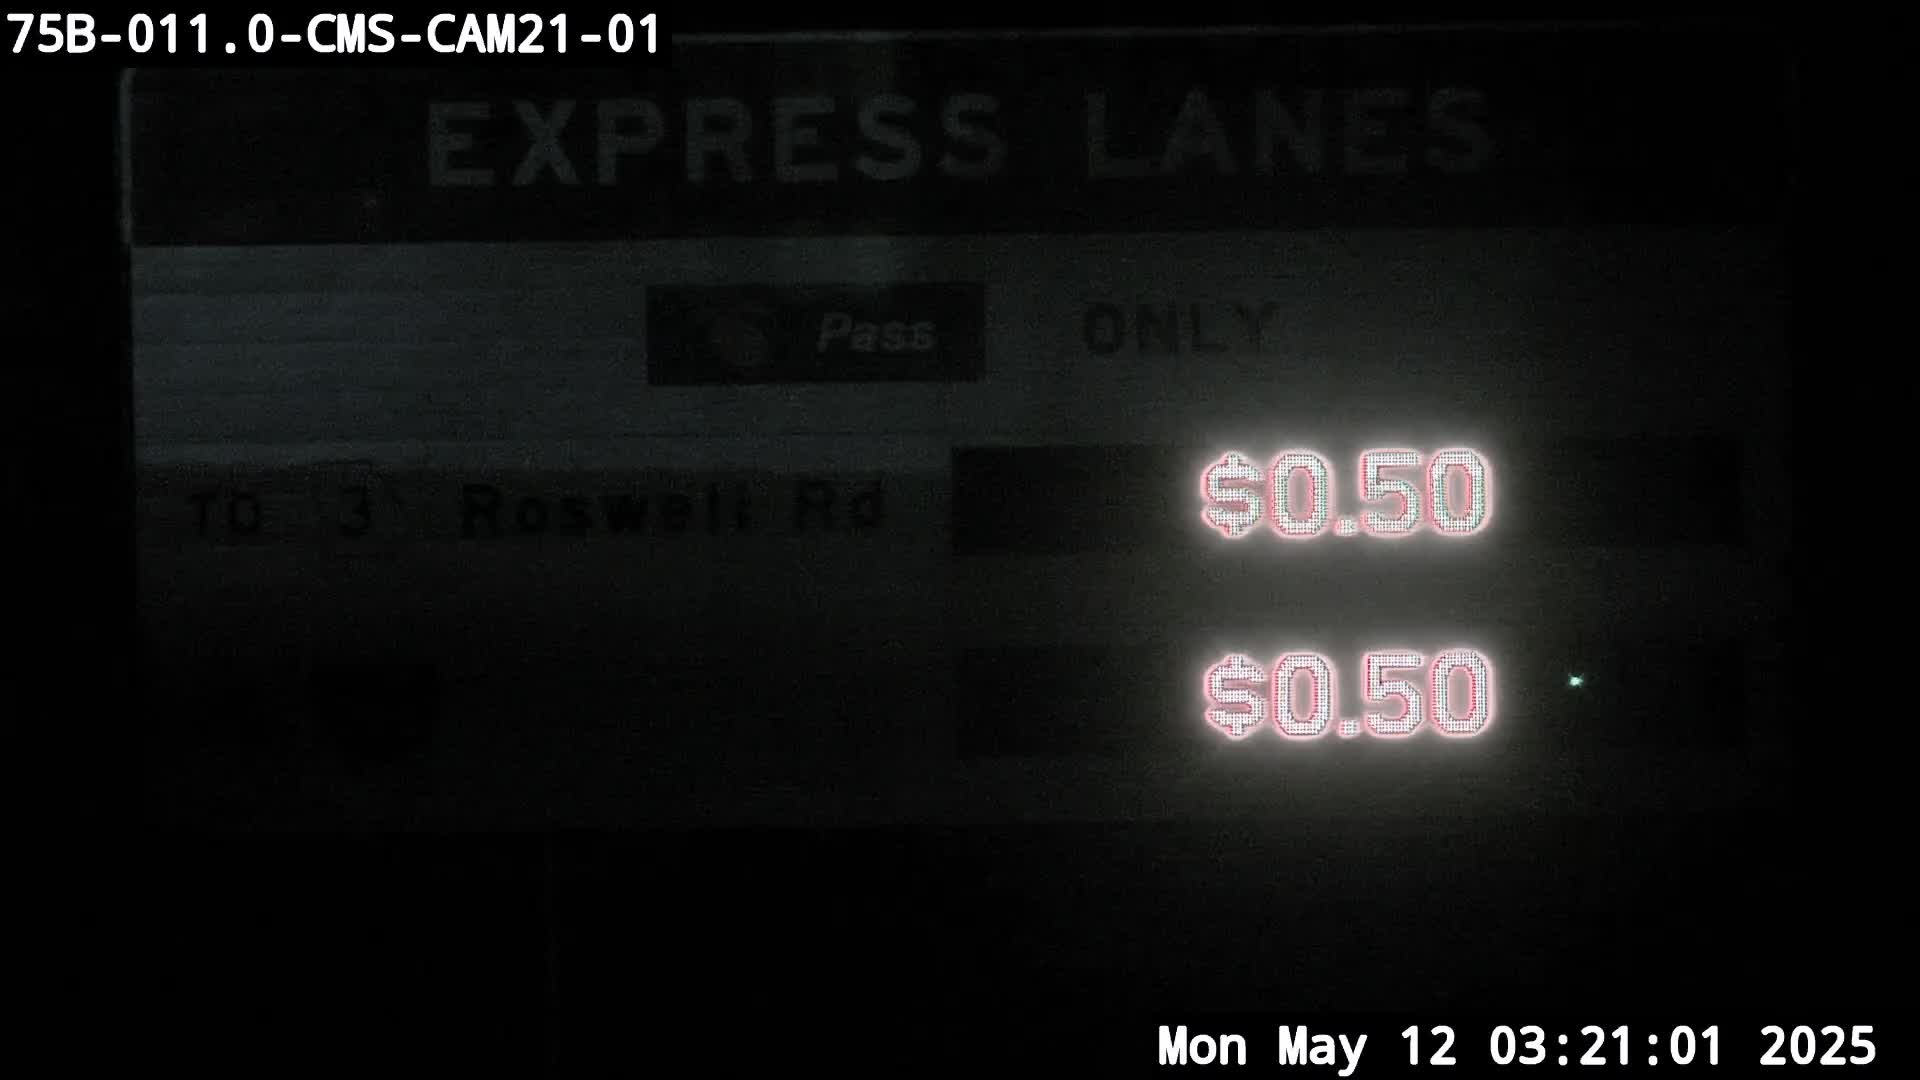 75B-011.0-CMS-CAM21-01
EXPRESS LANES
Pass ONLY
TO 3 Roswell Rd $0.50
$0.50
Mon May 12 03:21:01 2025